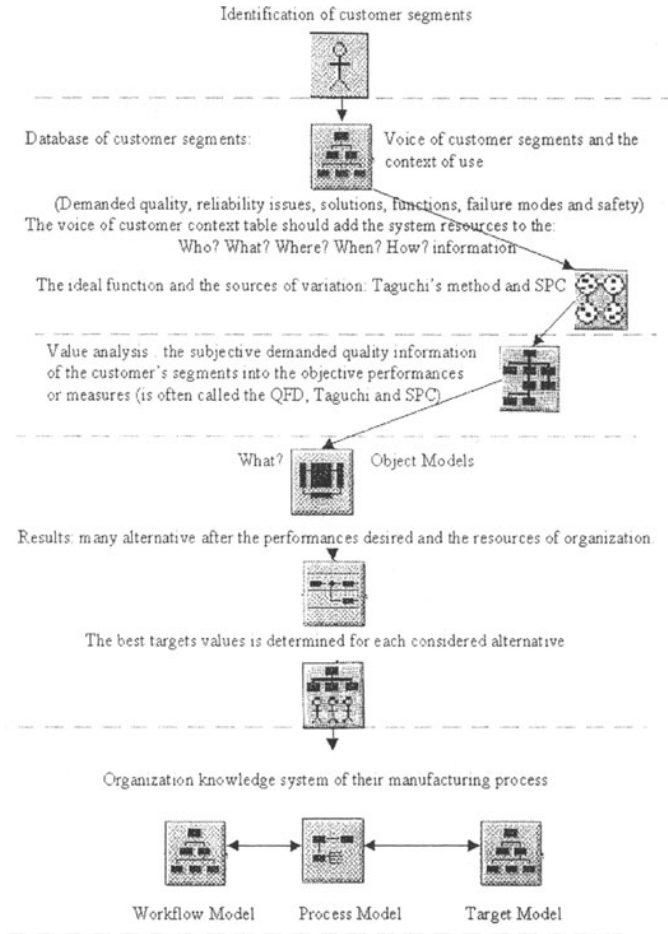 Identification of customer segments
Database of customer segments:
Voice of customer segments and the
context of use
(Demanded quality, reliability issues, solutions, functions, failure modes and safety)
The voice of customer context table should add the system resources to the:
Who? What? Where? When? How? information
The ideal function and the sources of variation: Taguchi's method and SPC
Value analysis . the subjective demanded quality information
of the customer's segments into the objective performances
or measures (is often called the QFD, Taguchi and SPC)
What?
Object Models
Results: many alternative after the performances desired and the resources of organization.
The best targets values is determined for each considered alternative
Organization knowledge system of their manufacturing process
Workflow Model
Process Model
Target Model